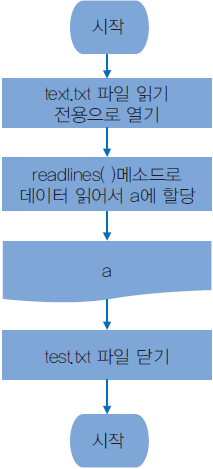 시작
text.txt 파일 읽기
전용으로 열기
readlines( )메소드로
데이터 읽어서 a에 할당
a
test.txt 파일 닫기
시작